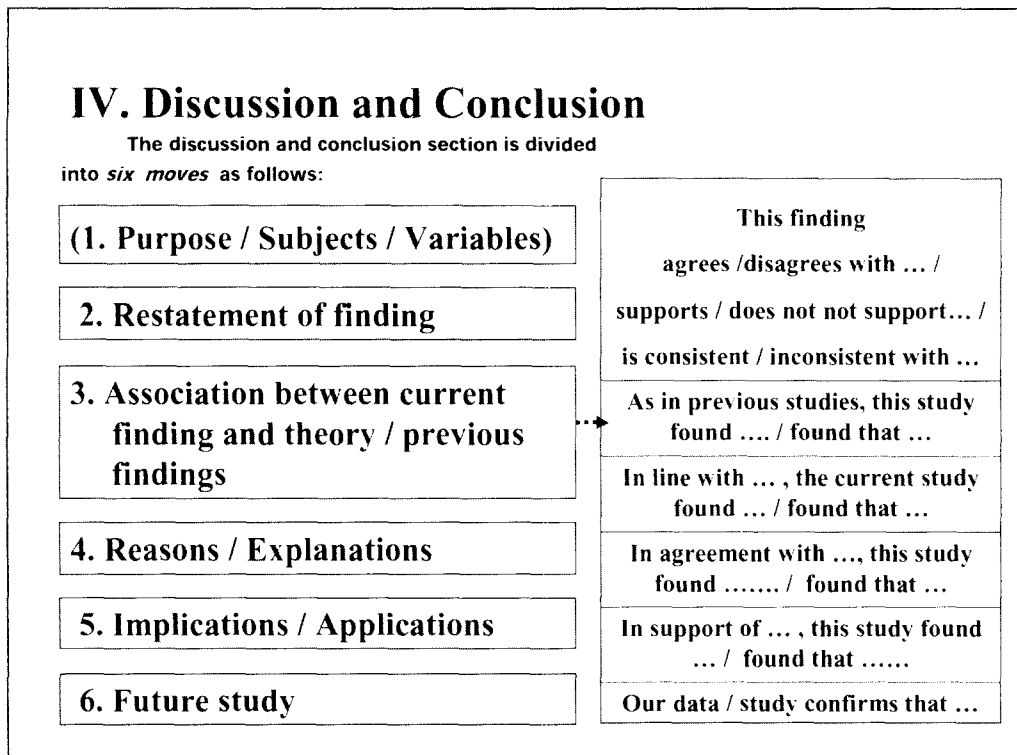 IV. Discussion and Conclusion
The discussion and conclusion section is divided
into six moves as follows:
(1. Purpose / Subjects / Variables)
2. Restatement of finding
3. Association between current
finding and theory / previous
findings
4. Reasons / Explanations
5. Implications / Applications
6. Future study
This finding
agrees /disagrees with ... /
supports / does not not support... /
is consistent / inconsistent with ...
As in previous studies, this study
found .... / found that ...
In line with ... , the current study
found ... / found that ...
In agreement with ..., this study
found ....... / found that ...
In support of ... , this study found
... / found that ......
Our data / study confirms that ...